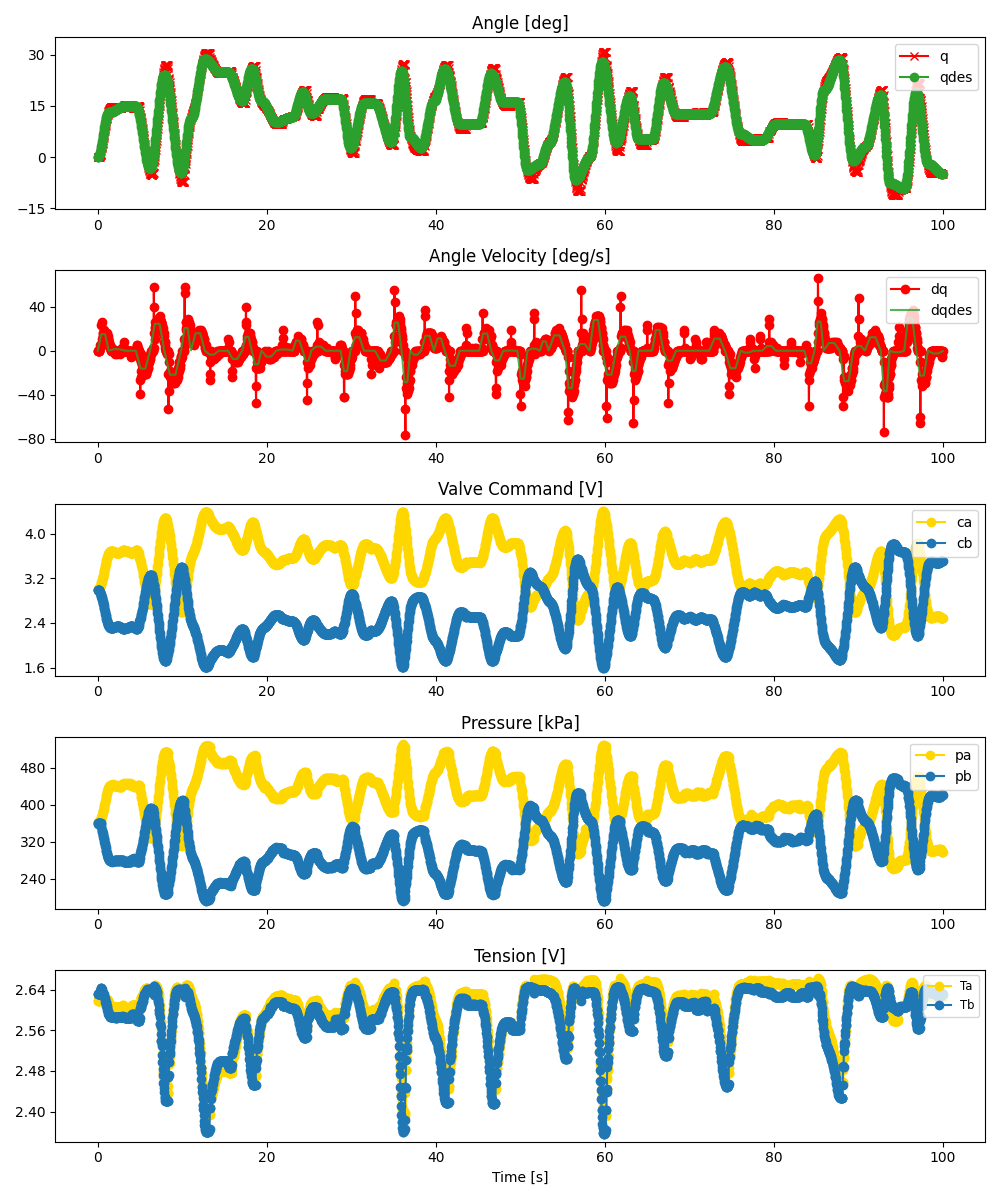 Angle [deg]
30
15
0
−15
q
qdes
0 20 40 60 80 100
Angle Velocity [deg/s]
40
0
−40
−80
dq
dqdes
0 20 40 60 80 100
Valve Command [V]
4.0
3.2
2.4
1.6
ca
cb
0 20 40 60 80 100
Pressure [kPa]
480
400
320
240
pa
pb
0 20 40 60 80 100
Tension [V]
2.64
2.56
2.48
2.40
Ta
Tb
0 20 40 60 80 100
Time [s]